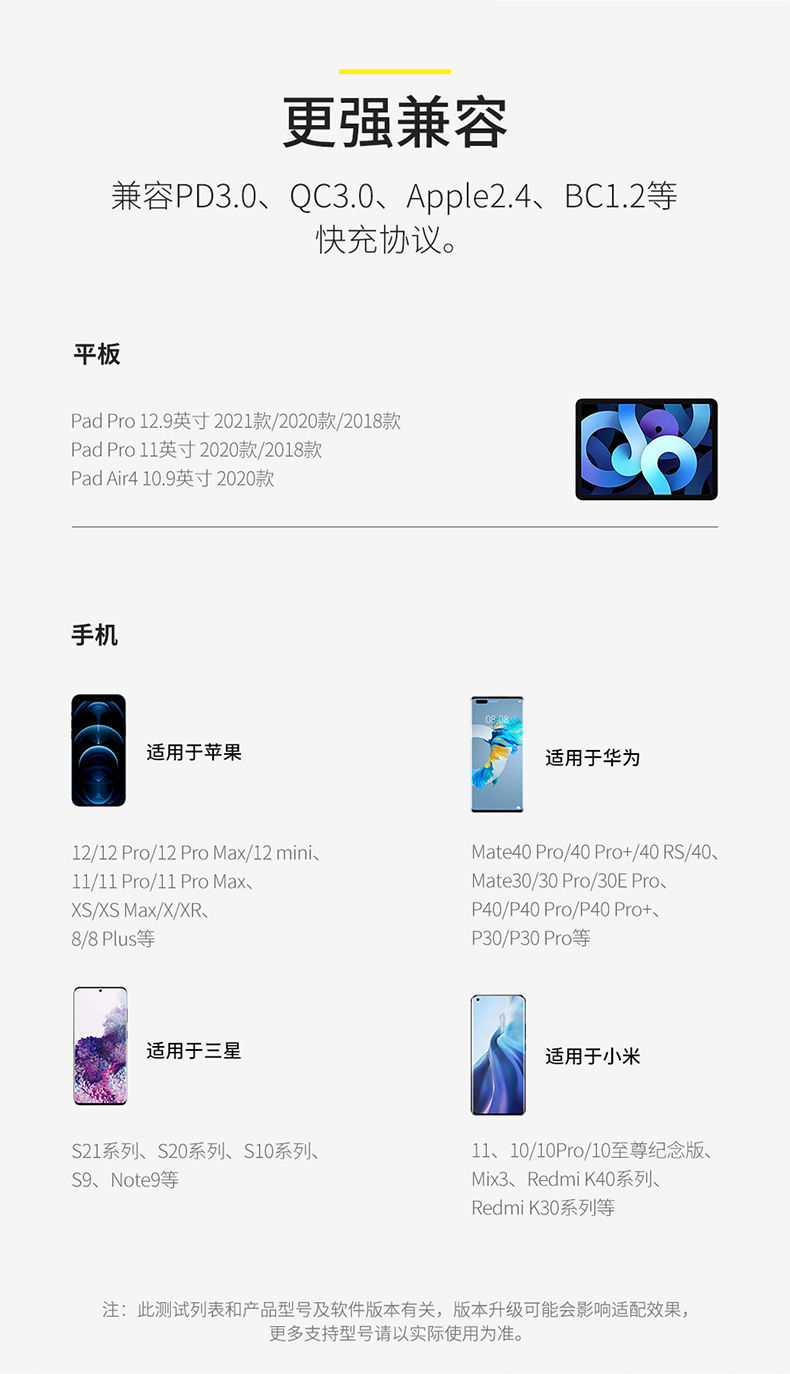 更强兼容
兼容PD3.0、QC3.0、Apple2.4、BC1.2等
快充协议。
平板
Pad Pro 12.9英寸 2021款/2020款/2018款
Pad Pro 11英寸 2020款/2018款
Pad Air4 10.9英寸 2020款
手机
适用于苹果
12/12 Pro/12 Pro Max/12 mini、
11/11 Pro/11 Pro Max、
XS/XS Max/X/XR、
8/8 Plus等
08:08
适用于华为
Mate40 Pro/40 Pro+/40 RS/40、
Mate30/30 Pro/30E Pro、
P40/P40 Pro/P40 Pro+、
P30/P30 Pro等
适用于三星
S21系列、S20系列、S10系列、
S9、Note9等
适用于小米
11、10/10Pro/10至尊纪念版、
Mix3、Redmi K40系列、
Redmi K30系列等
注：此测试列表和产品型号及软件版本有关，版本升级可能会影响适配效果，
更多支持型号请以实际使用为准。